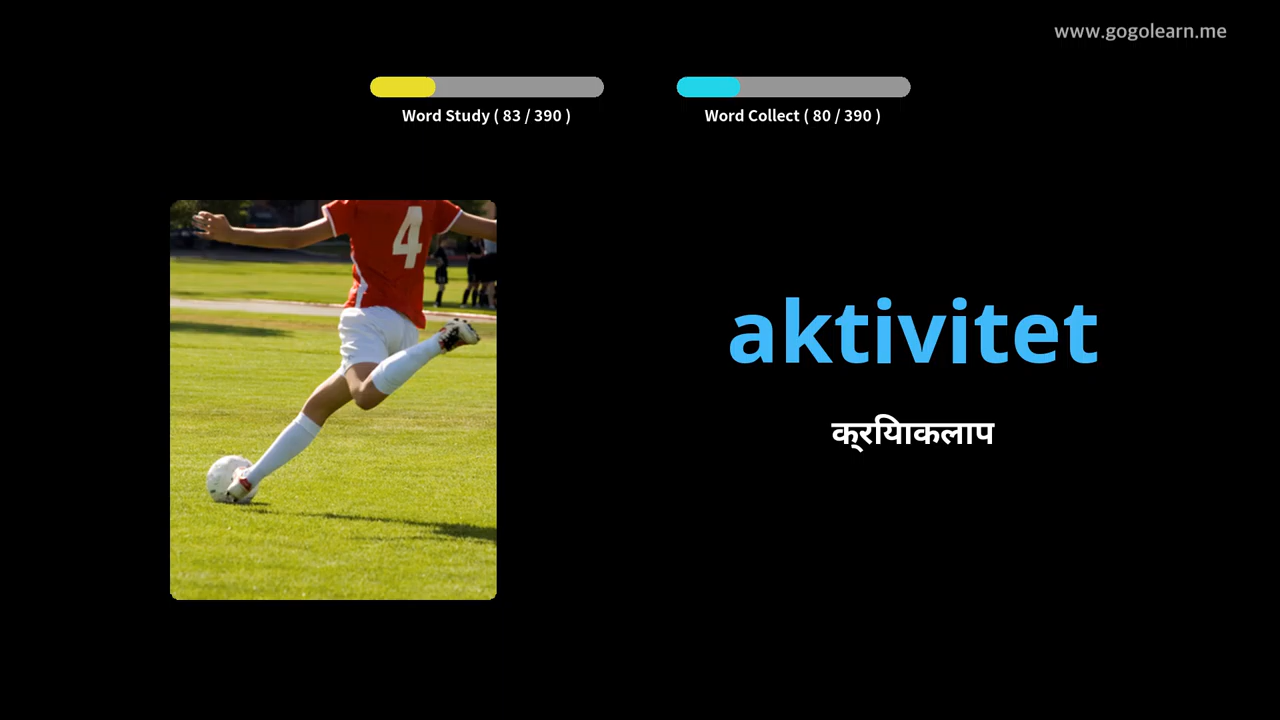 www.gogolearn.me
Word Study ( 83 / 390 )
Word Collect ( 80 / 390 )
4
aktivitet
क्रियाकलाप